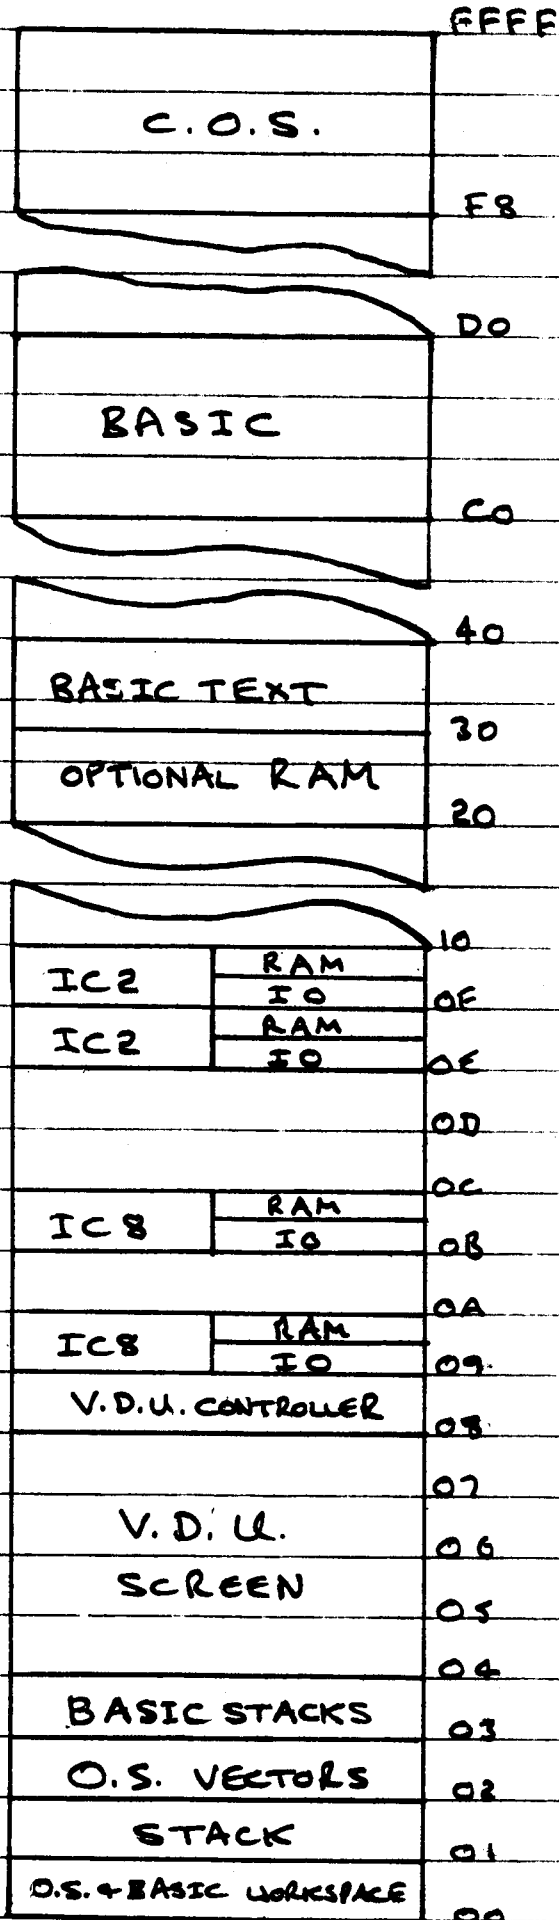 FFFF
C.O.S.
F8
D0
BASIC
C0
40
BASIC TEXT
30
OPTIONAL RAM
20
10
IC2 RAM
IO
0F
IC2 RAM
IO
0E
0D
0C
IC8 RAM
IO
0B
0A
IC8 RAM
IO
09
V.D.U. CONTROLLER
08
07
V.D.U.
06
SCREEN
05
04
BASIC STACKS
03
O.S. VECTORS
02
STACK
01
O.S. & BASIC WORKSPACE
00